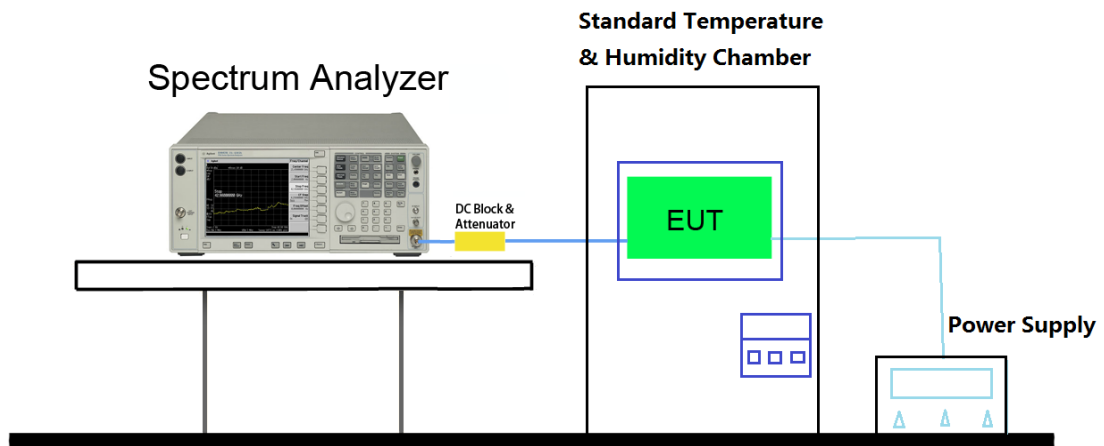 Standard Temperature
& Humidity Chamber
Spectrum Analyzer
DC Block &
Attenuator
EUT
Power Supply